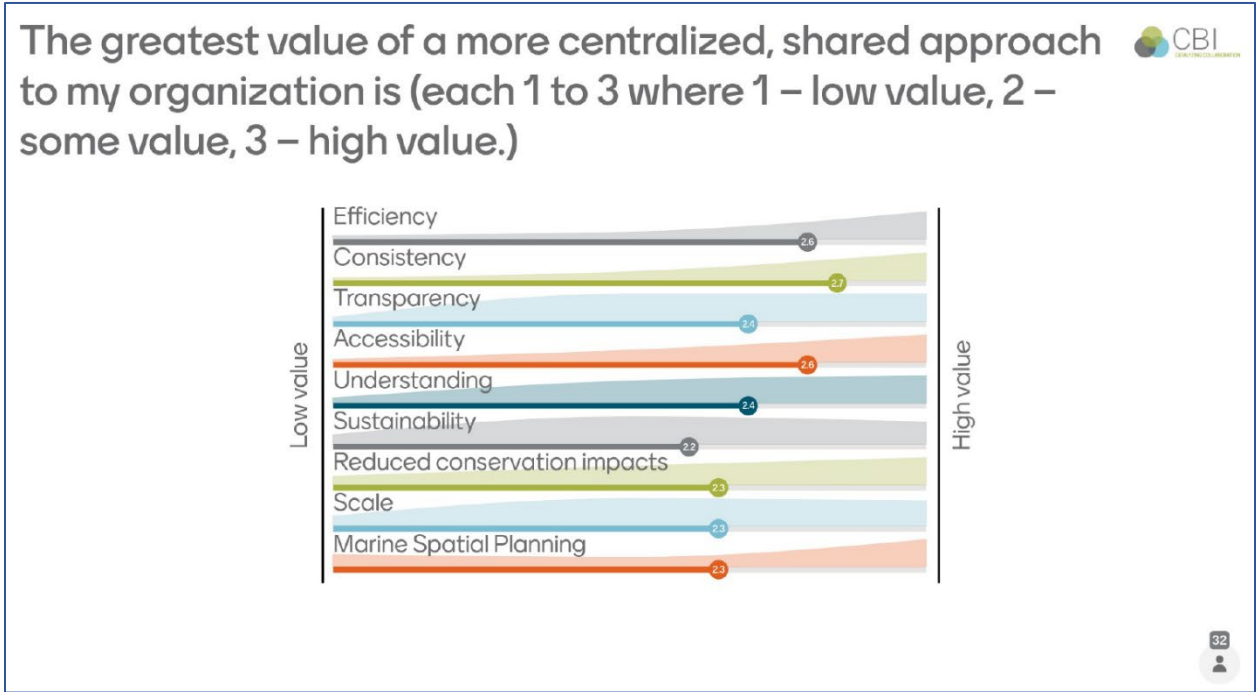 The greatest value of a more centralized, shared approach
to my organization is (each 1 to 3 where 1 – low value, 2 –
some value, 3 – high value.)
CBI
CATALYZING COLLABORATION
Efficiency
2.6
Consistency
2.7
Transparency
2.4
Accessibility
2.6
Understanding
2.4
Sustainability
2.2
Reduced conservation impacts
2.3
Scale
2.3
Marine Spatial Planning
2.3
Low value
High value
32